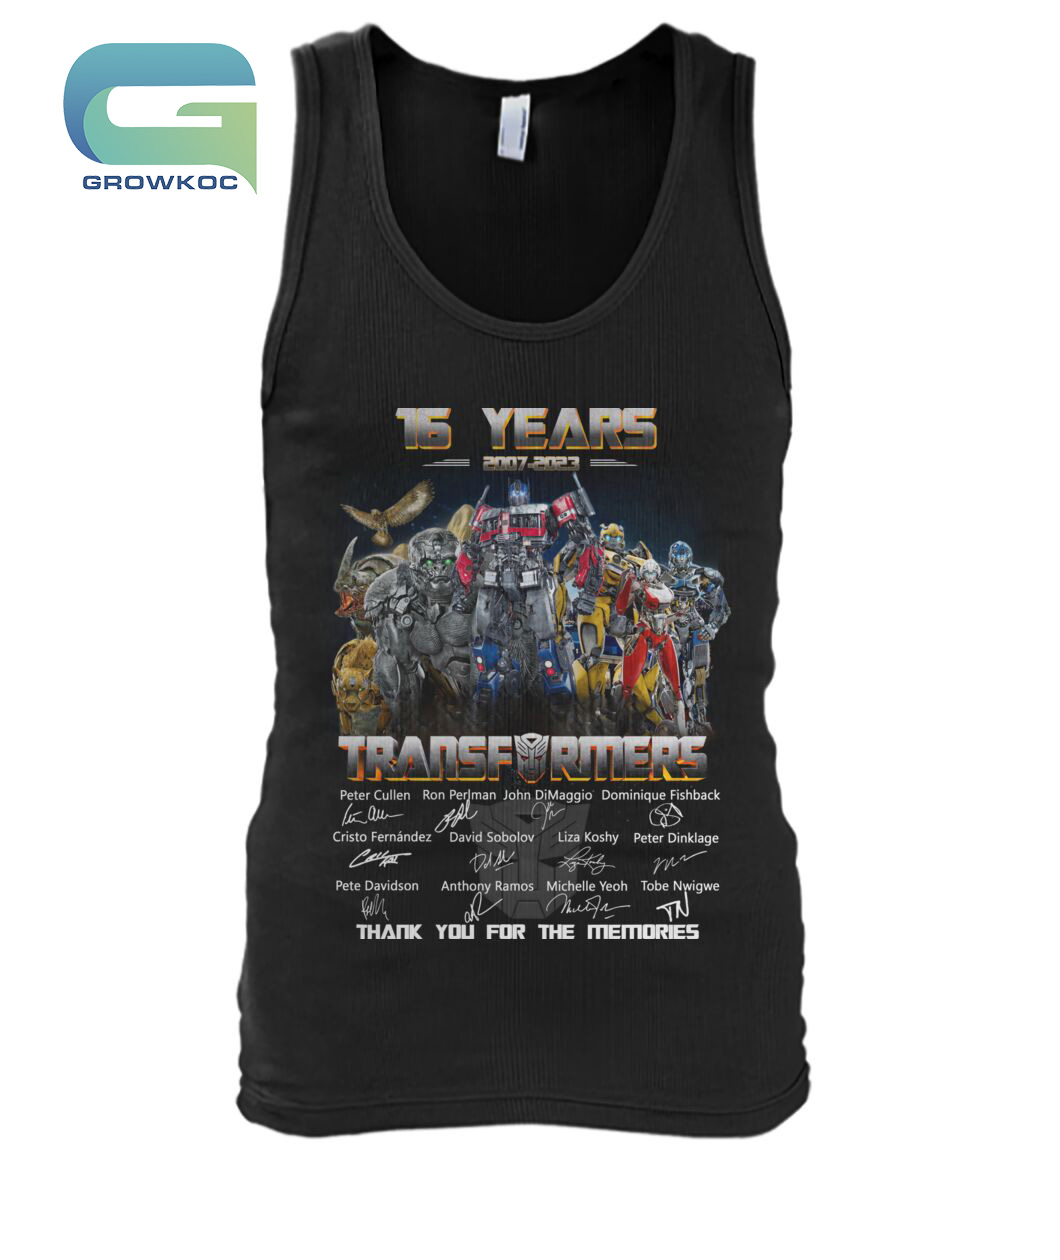 GROWKOC
16 YEARS
2007-2023
TRANSFORMERS
Peter Cullen Ron Perlman John DiMaggio Dominique Fishback
Cristo Fernández David Sobolov Liza Koshy Peter Dinklage
Pete Davidson Anthony Ramos Michelle Yeoh Tobe Nwigwe
TN
THANK YOU FOR THE MEMORIES